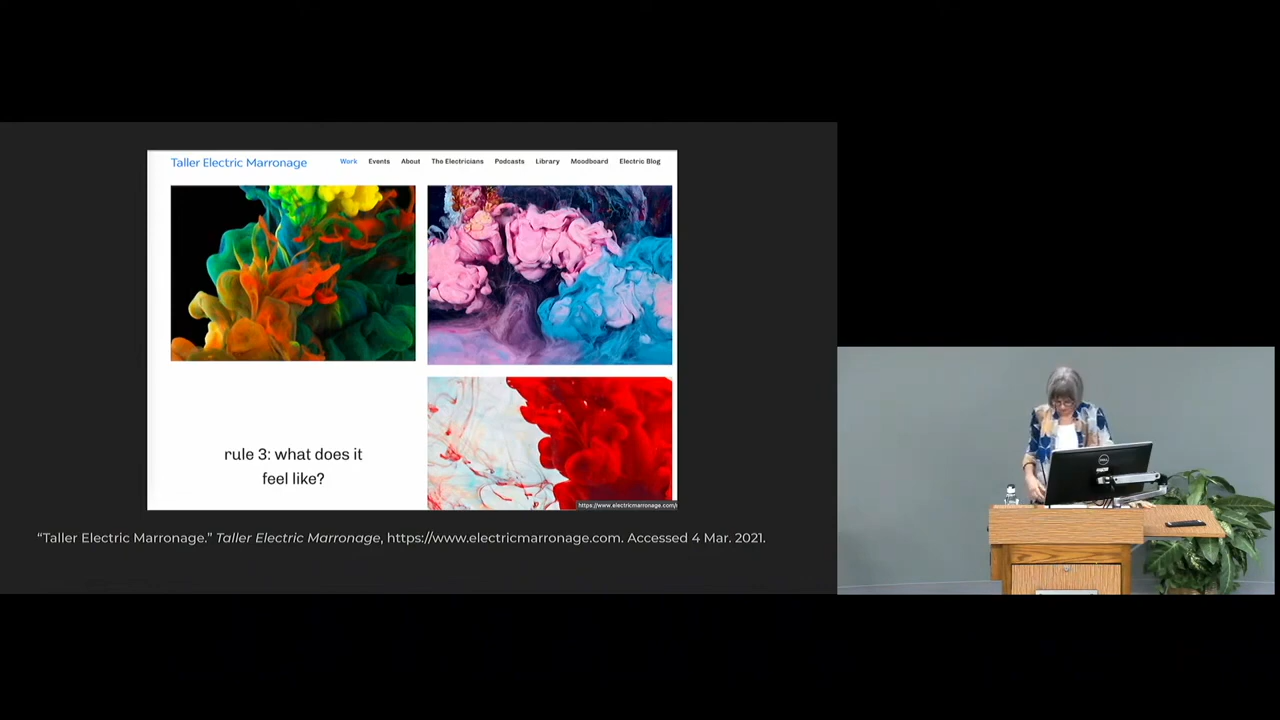 Taller Electric Marronage
Work Events About The Electricians Podcasts Library Moodboard Electric Blog
rule 3: what does it
feel like?
https://www.electricmarronage.com/
“Taller Electric Marronage.” Taller Electric Marronage, https://www.electricmarronage.com. Accessed 4 Mar. 2021.
DELL